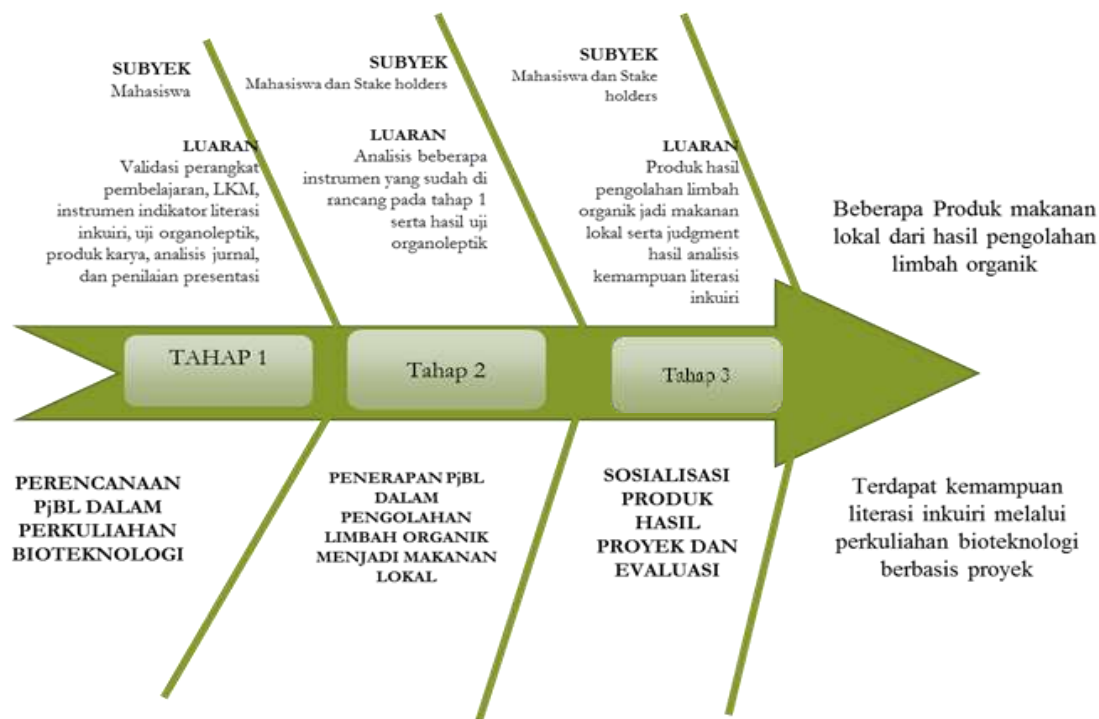 SUBYEK
Mahasiswa
LUARAN
Validasi perangkat
pembelajaran, LKM,
instrumen indikator literasi
inkuiri, uji organoleptik,
produk karya, analisis jurnal,
dan penilaian presentasi
SUBYEK
Mahasiswa dan Stake holders
LUARAN
Analisis beberapa
instrumen yang sudah di
rancang pada tahap 1
serta hasil uji
organoleptik
SUBYEK
Mahasiswa dan Stake
holders
LUARAN
Produk hasil
pengolahan limbah
organik jadi makanan
lokal serta judgment
hasil analisis
kemampuan literasi
inkuiri
Beberapa Produk makanan
lokal dari hasil pengolahan
limbah organik
TAHAP 1
Tahap 2
Tahap 3
PERENCANAAN
PjBL DALAM
PERKULIAHAN
BIOTEKNOLOGI
PENERAPAN PjBL
DALAM
PENGOLAHAN
LIMBAH ORGANIK
MENJADI MAKANAN
LOKAL
SOSIALISASI
PRODUK
HASIL
PROYEK DAN
EVALUASI
Terdapat kemampuan
literasi inkuiri melalui
perkuliahan bioteknologi
berbasis proyek